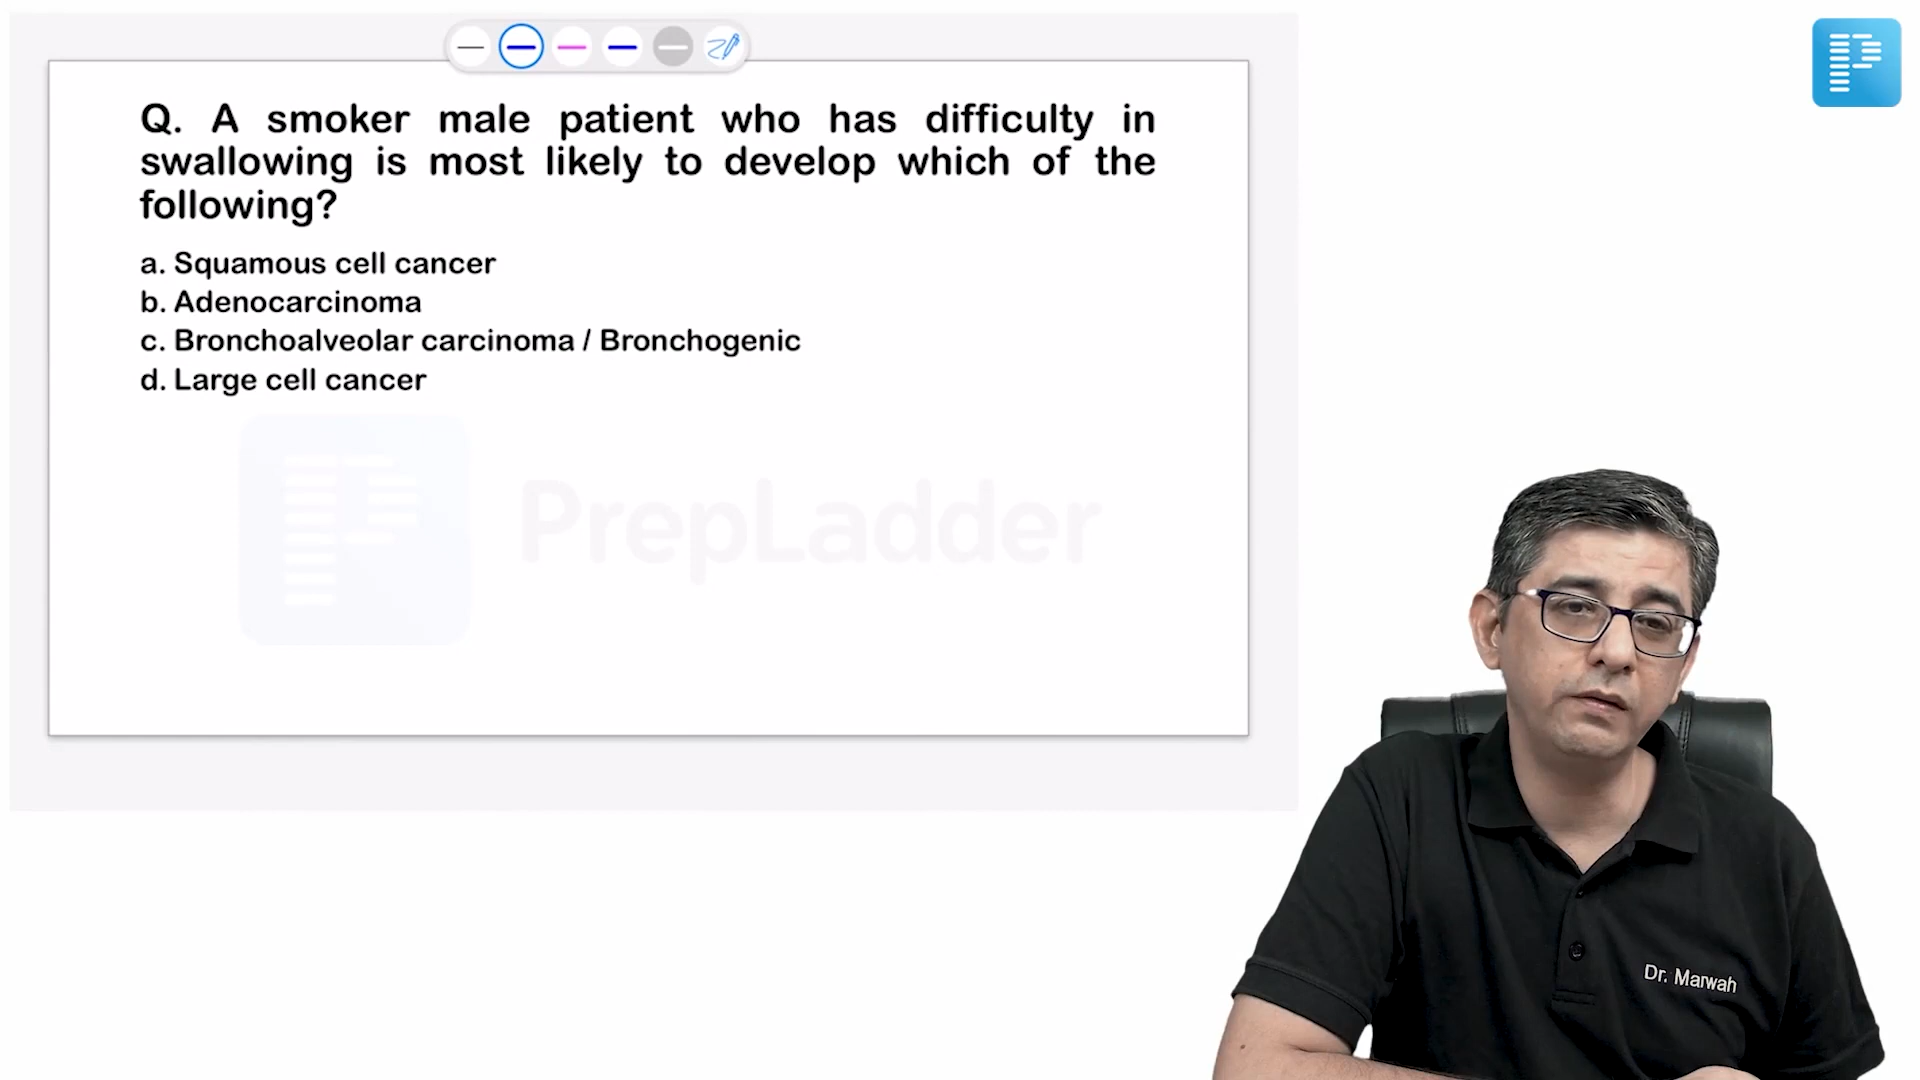 Q. A smoker male patient who has difficulty in
swallowing is most likely to develop which of the
following?
a. Squamous cell cancer
b. Adenocarcinoma
c. Bronchoalveolar carcinoma / Bronchogenic
d. Large cell cancer
PrepLadder
Dr. Marwah